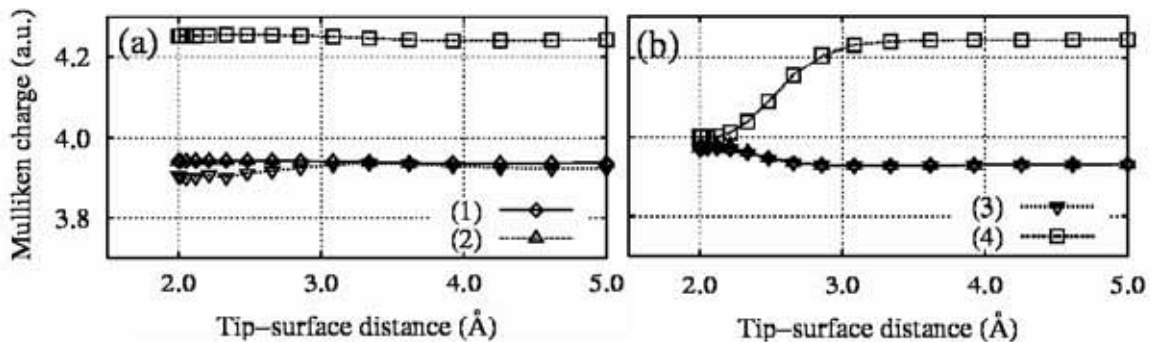 (a)
(b)
Mulliken charge (a.u.)
4.2
4.0
3.8
(1)
(2)
(3)
(4)
2.0 3.0 4.0 5.0
2.0 3.0 4.0 5.0
Tip–surface distance (Å)
Tip–surface distance (Å)